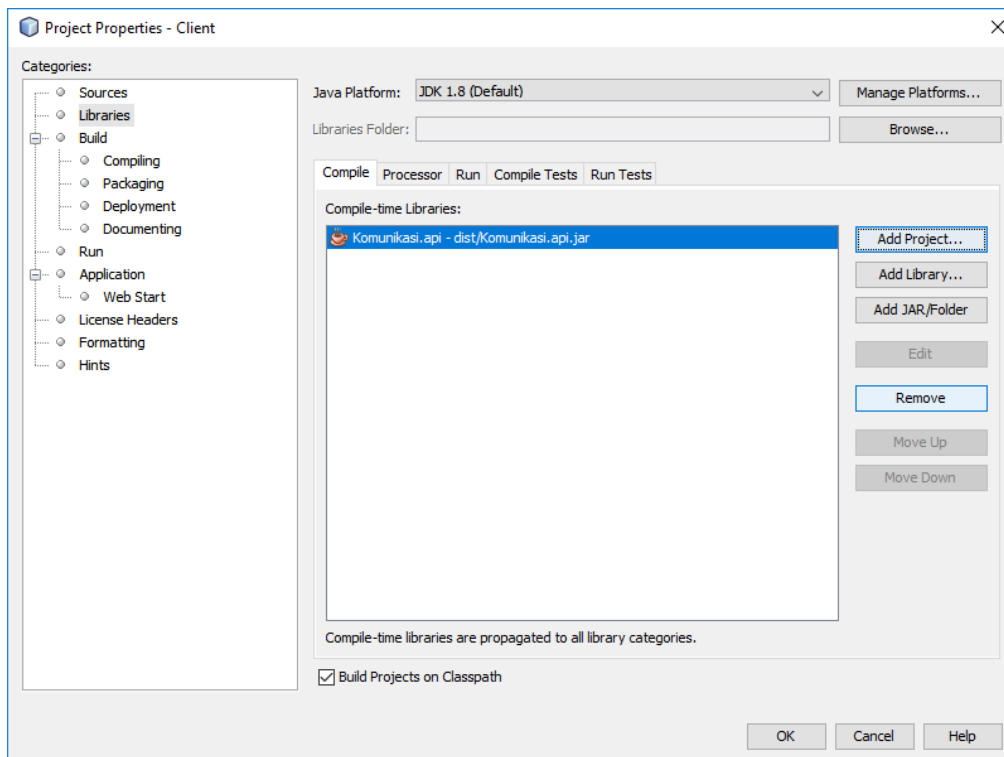 Project Properties - Client
Categories:
Sources
Libraries
Build
Compiling
Packaging
Deployment
Documenting
Run
Application
Web Start
License Headers
Formatting
Hints
Java Platform: JDK 1.8 (Default) Manage Platforms...
Libraries Folder: Browse...
Compile Processor Run Compile Tests Run Tests
Compile-time Libraries:
Komunikasi.api - dist/Komunikasi.api.jar
Add Project...
Add Library...
Add JAR/Folder
Edit
Remove
Move Up
Move Down
Compile-time libraries are propagated to all library categories.
Build Projects on Classpath
OK Cancel Help